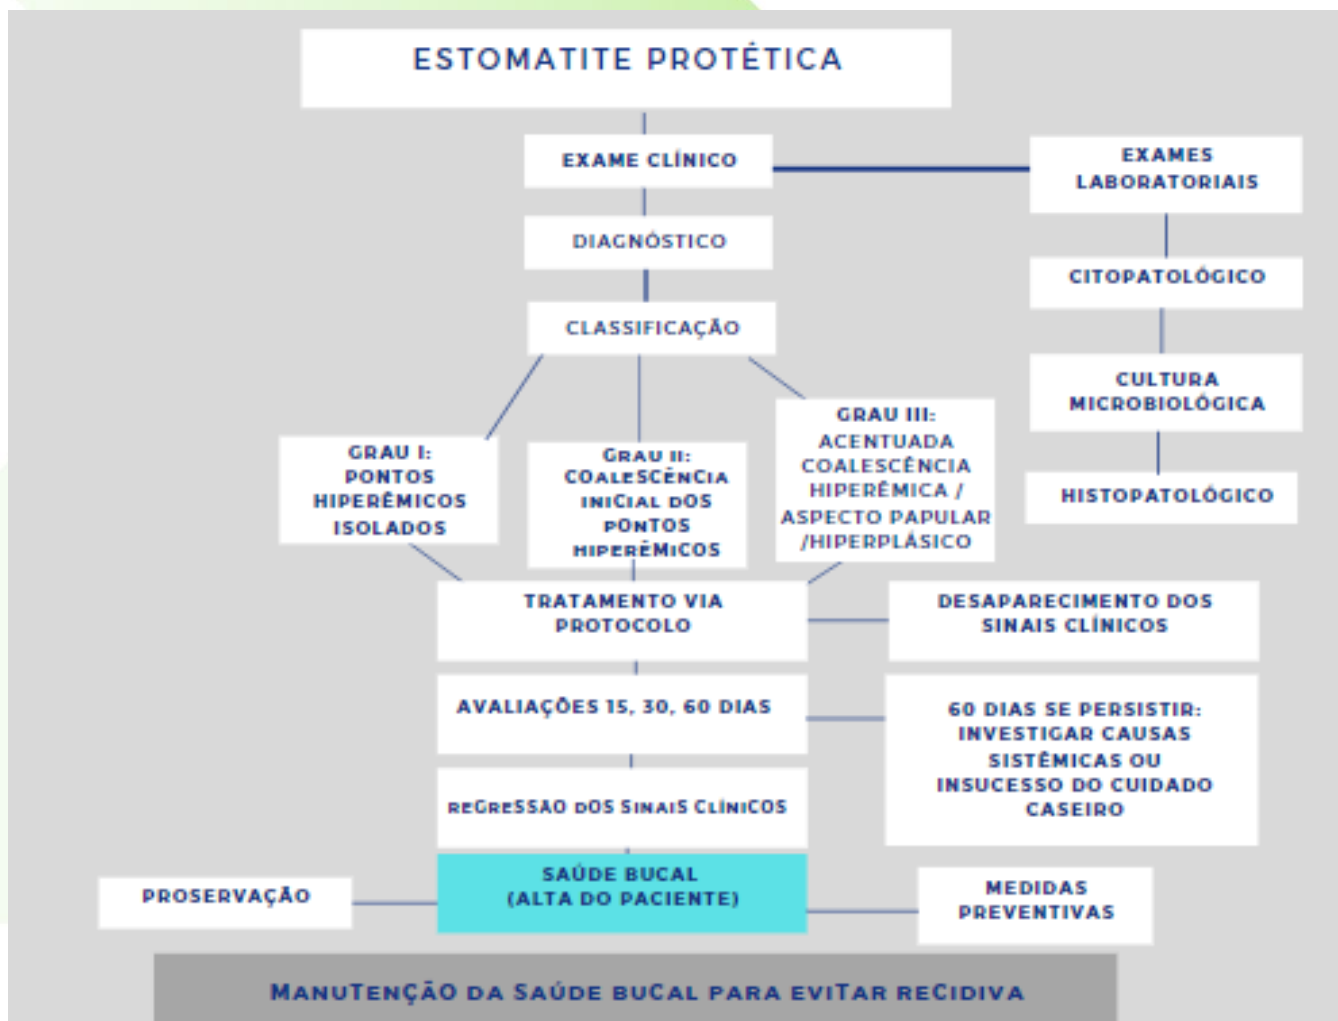 ESTOMATITE PROTÉTICA
EXAME CLÍNICO
EXAMES
LABORATORIAIS
DIAGNÓSTICO
CITOPATOLÓGICO
CLASSIFICAÇÃO
CULTURA
MICROBIOLÓGICA
HISTOPATOLÓGICO
GRAU I:
PONTOS
HIPERÊMICOS
ISOLADOS
GRAU II:
COALESCÊNCIA
INICIAL DOS
PONTOS
HIPERÊMICOS
GRAU III:
ACENTUADA
COALESCÊNCIA
HIPERÊMICA /
ASPECTO PAPULAR
/HIPERPLÁSICO
TRATAMENTO VIA
PROTOCOLO
DESAPARECIMENTO DOS
SINAIS CLÍNICOS
AVALIAÇÕES 15, 30, 60 DIAS
60 DIAS SE PERSISTIR:
INVESTIGAR CAUSAS
SISTÊMICAS OU
INSUCESSO DO CUIDADO
CASEIRO
REGRESSÃO DOS SINAIS CLÍNICOS
SAÚDE BUCAL
(ALTA DO PACIENTE)
PROSERVAÇÃO
MEDIDAS
PREVENTIVAS
MANUTENÇÃO DA SAÚDE BUCAL PARA EVITAR RECIDIVA